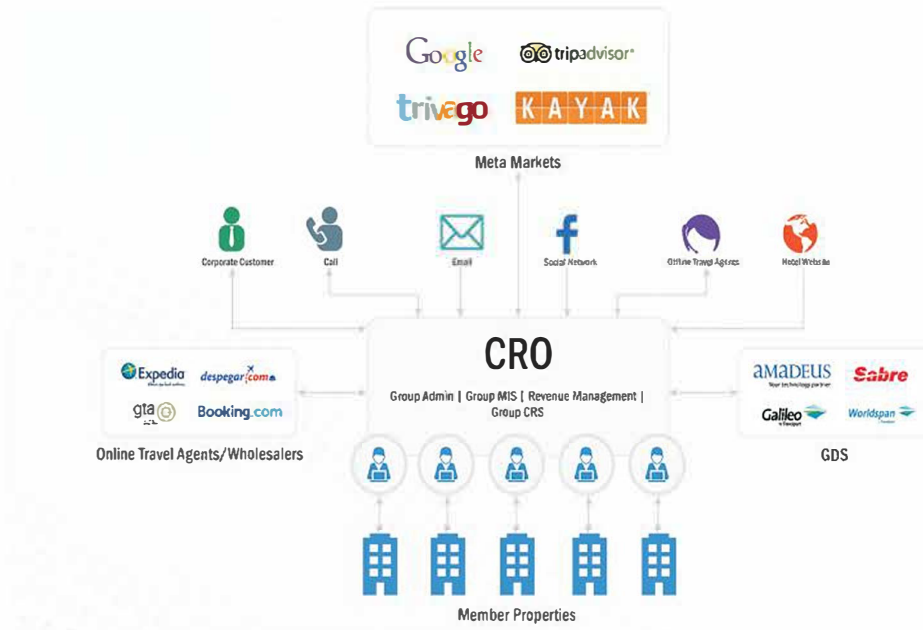 Google
tripadvisor®
trivago
KAYAK
Meta Markets
Corporate Customer
Call
Email
Social Network
Offline Travel Agents
Hotel Website
CRO
Group Admin | Group MIS | Revenue Management |
Group CRS
Expedia
despegar.com
gta
Booking.com
Online Travel Agents/Wholesalers
AMADEUS
Your technology partner
Sabre
Galileo
by Travelport
Worldspan
GDS
Member Properties